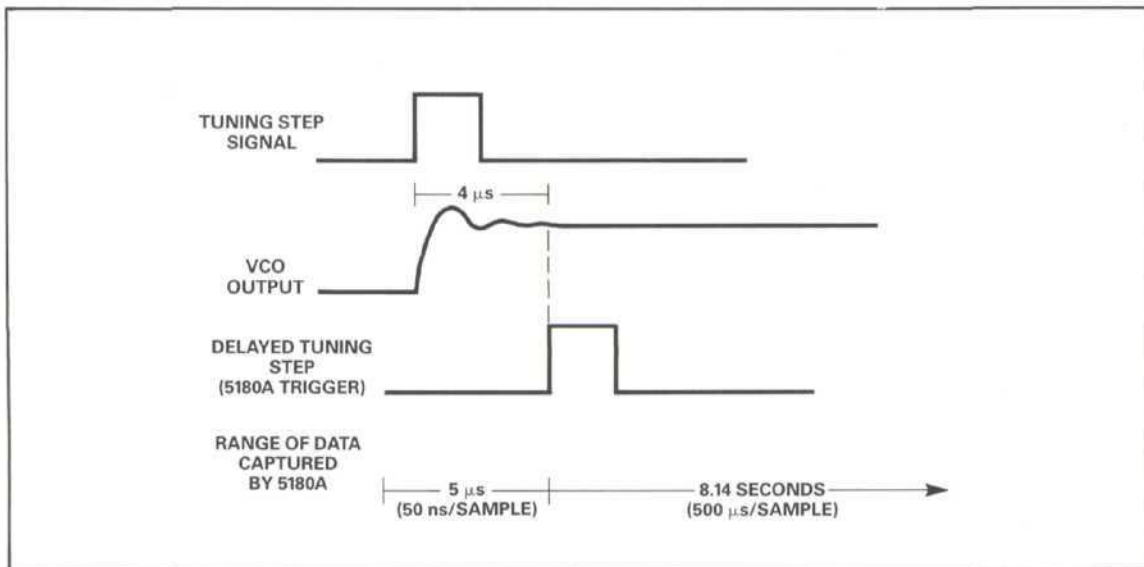 TUNING STEP
SIGNAL
4 μs
VCO
OUTPUT
DELAYED TUNING
STEP
(5180A TRIGGER)
RANGE OF DATA
CAPTURED
BY 5180A
5 μs
(50 ns/SAMPLE)
8.14 SECONDS
(500 μs/SAMPLE)